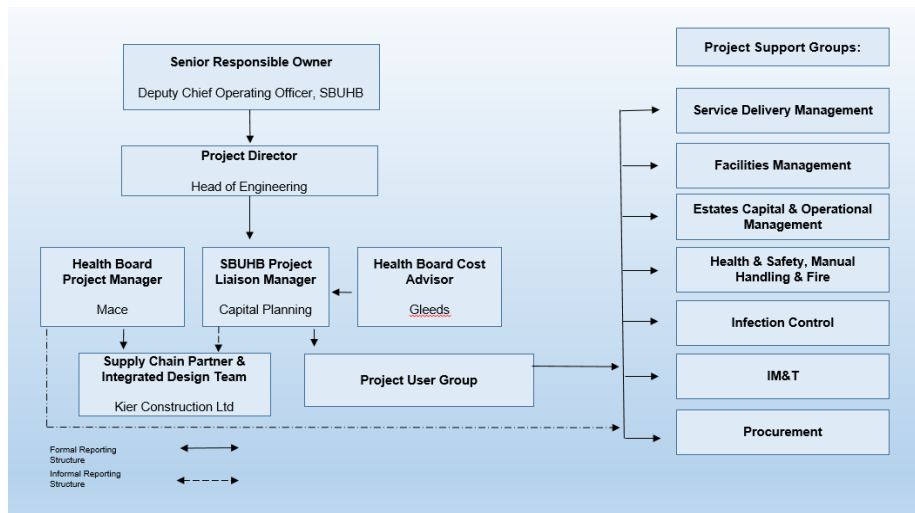 Project Support Groups:
Senior Responsible Owner
Deputy Chief Operating Officer, SBUHB
Service Delivery Management
Project Director
Head of Engineering
Facilities Management
Estates Capital & Operational
Management
Health Board
Project Manager
Mace
SBUHB Project
Liaison Manager
Capital Planning
Health Board Cost
Advisor
Gleeds
Health & Safety, Manual
Handling & Fire
Infection Control
Supply Chain Partner &
Integrated Design Team
Kier Construction Ltd
Project User Group
IM&T
Procurement
Formal Reporting
Structure
Informal Reporting
Structure